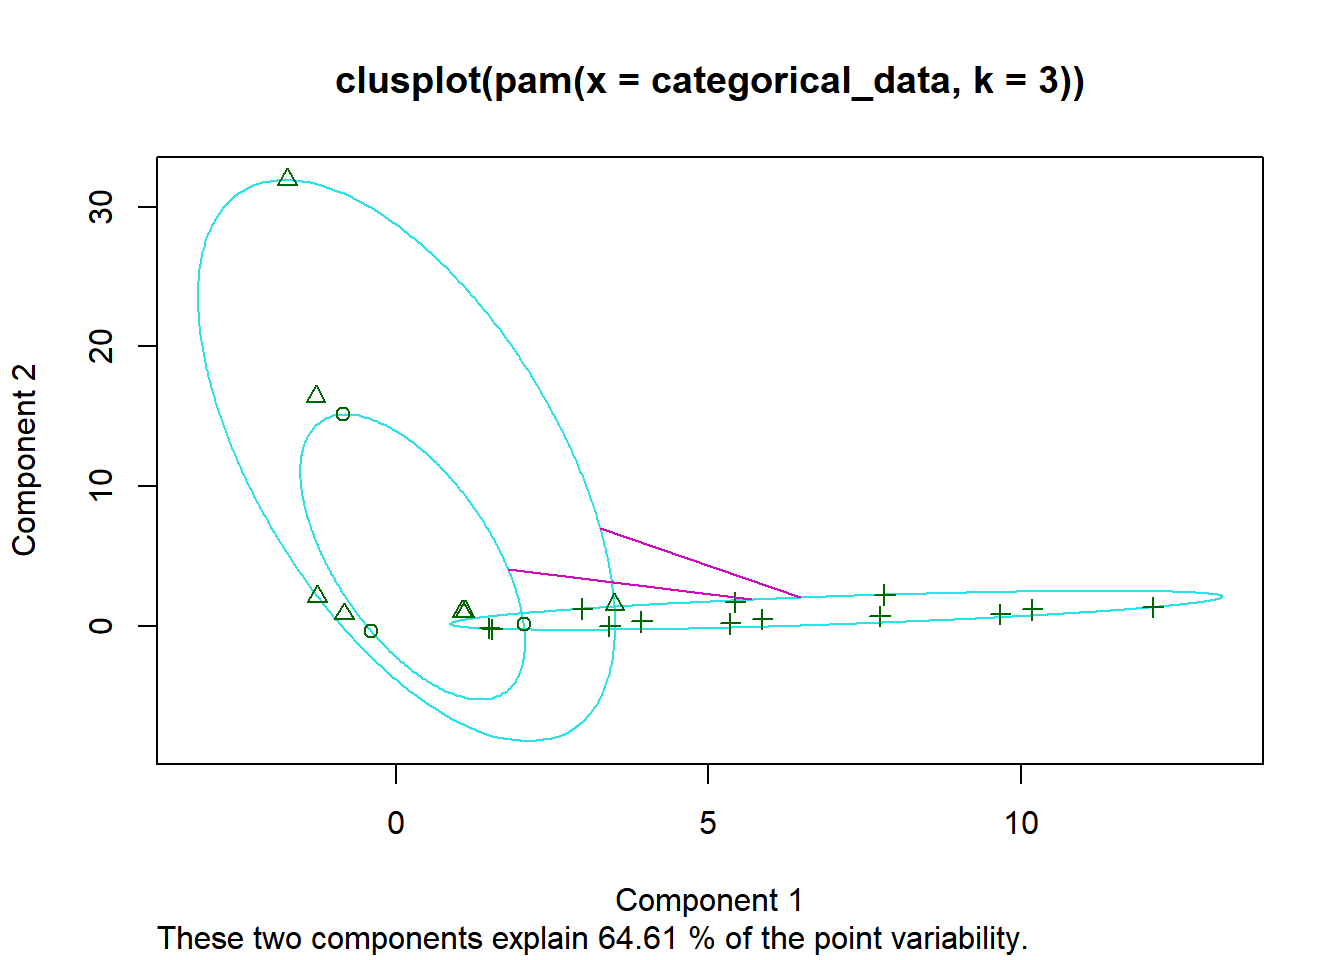 clusplot(pam(x = categorical_data, k = 3))
Component 2
30
20
10
0
0 5 10
Component 1
These two components explain 64.61 % of the point variability.